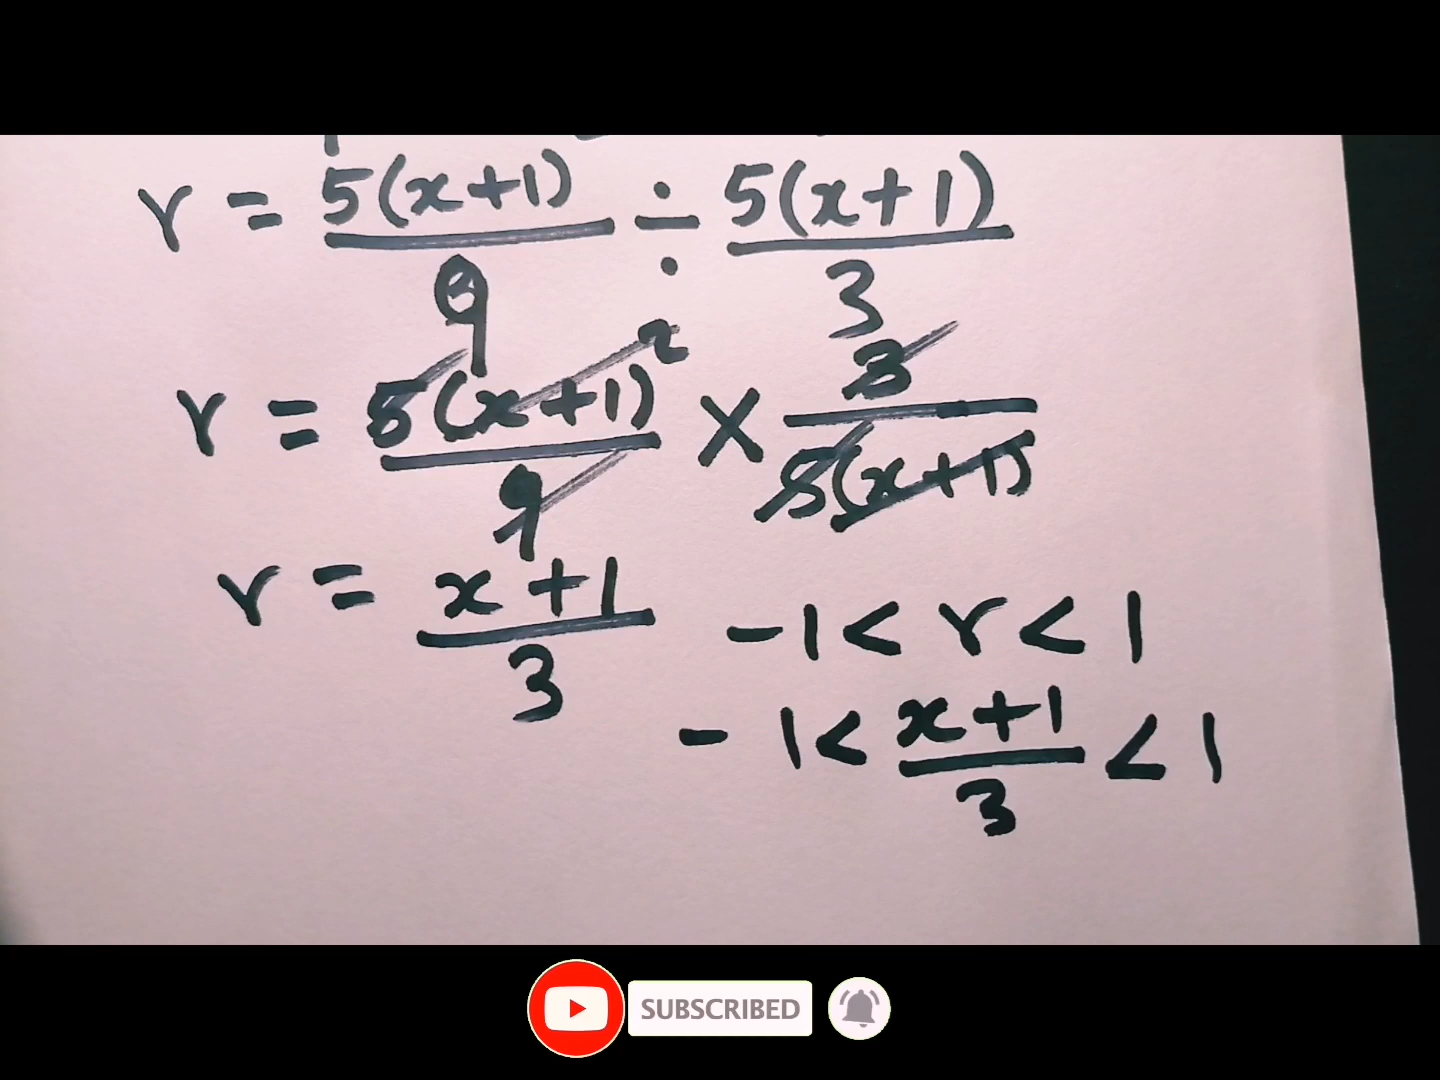 r = 5(x+1)/9 ÷ 5(x+1)/3
r = 5(x+1)²/9 × 3/5(x+1)
r = x+1/3
-1 < r < 1
-1 < x+1/3 < 1
SUBSCRIBED